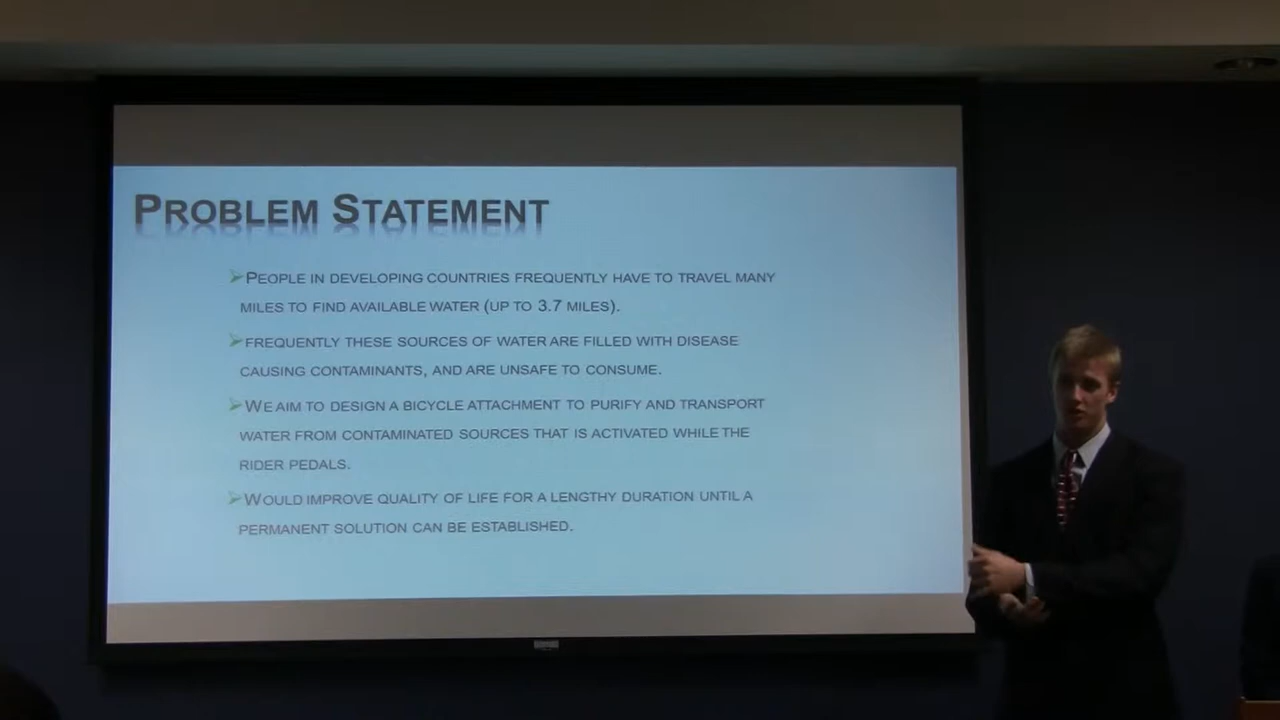 PROBLEM STATEMENT
➢PEOPLE IN DEVELOPING COUNTRIES FREQUENTLY HAVE TO TRAVEL MANY
MILES TO FIND AVAILABLE WATER (UP TO 3.7 MILES).
➢FREQUENTLY THESE SOURCES OF WATER ARE FILLED WITH DISEASE
CAUSING CONTAMINANTS, AND ARE UNSAFE TO CONSUME.
➢WE AIM TO DESIGN A BICYCLE ATTACHMENT TO PURIFY AND TRANSPORT
WATER FROM CONTAMINATED SOURCES THAT IS ACTIVATED WHILE THE
RIDER PEDALS.
➢WOULD IMPROVE QUALITY OF LIFE FOR A LENGTHY DURATION UNTIL A
PERMANENT SOLUTION CAN BE ESTABLISHED.